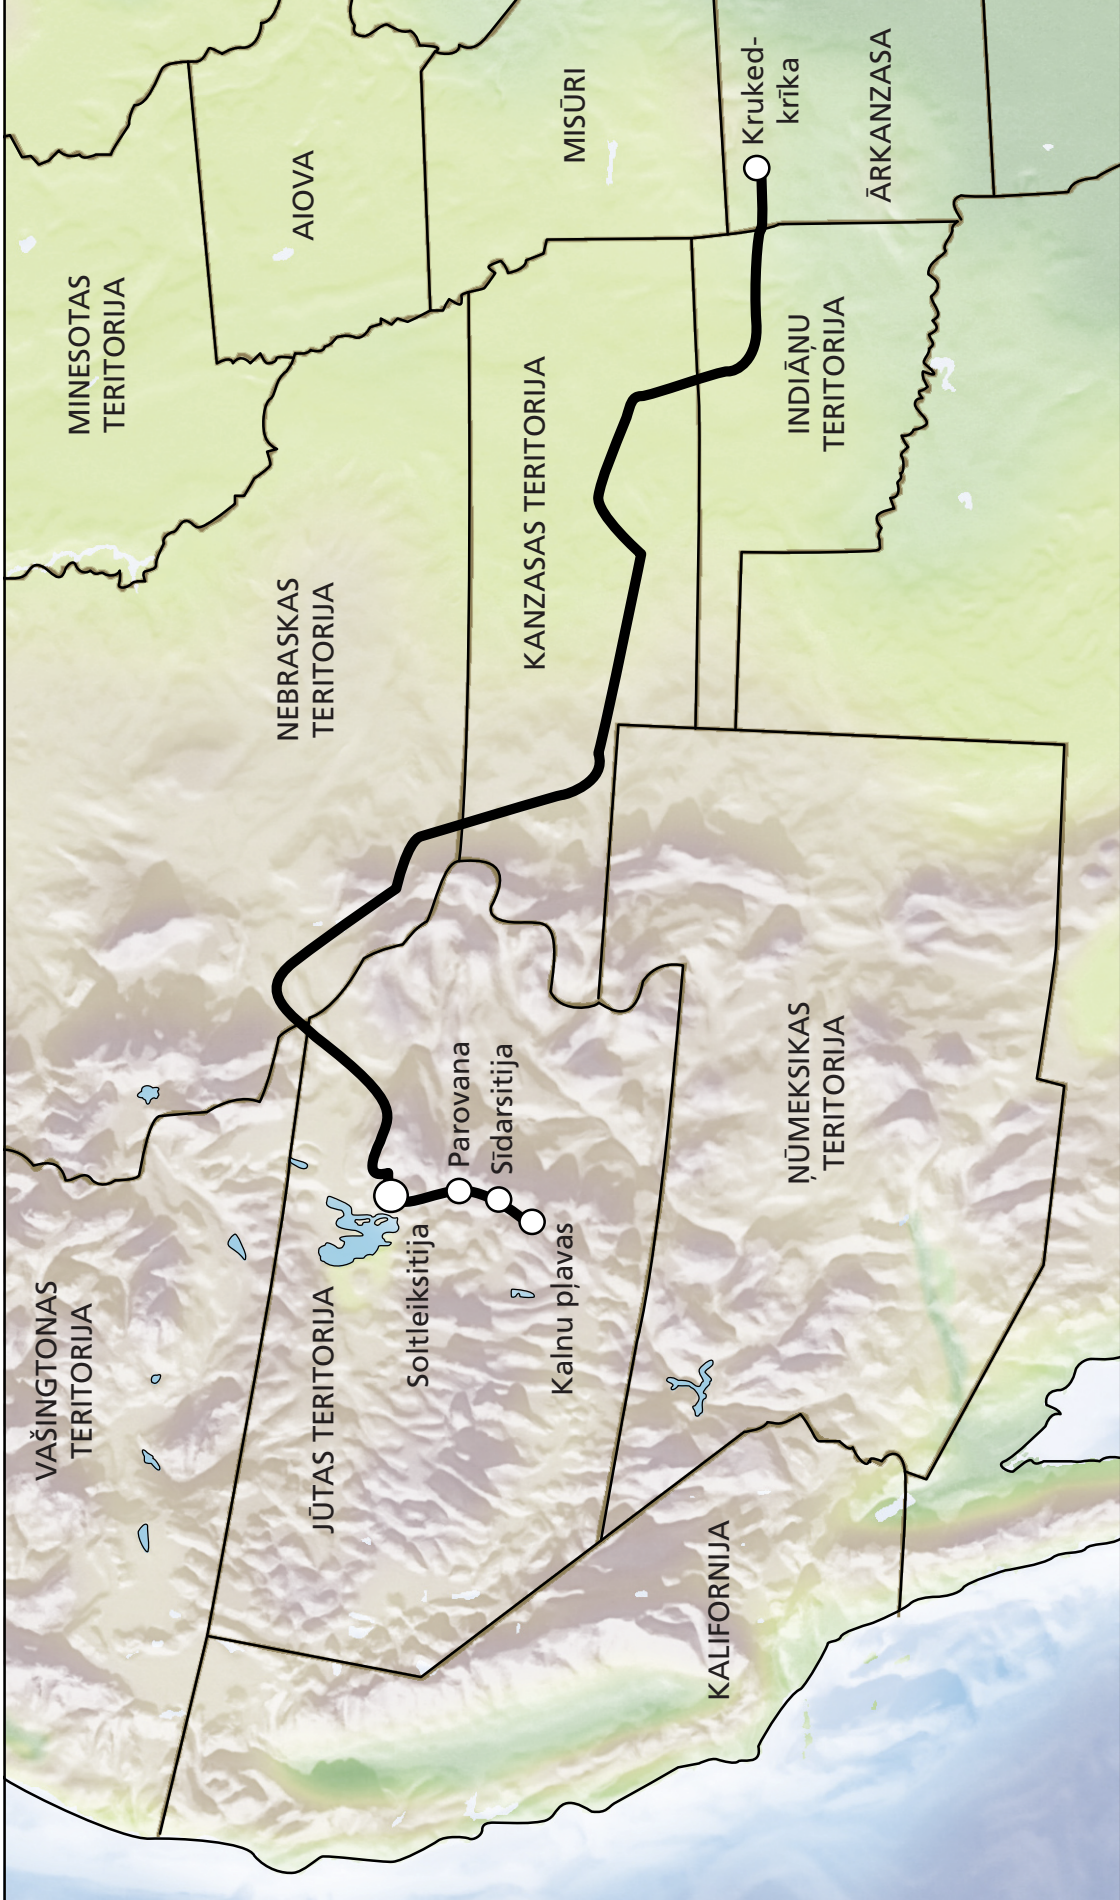 VAŠINGTONAS
TERITORIJA
MINESOTAS
TERITORIJA
NEBRASKAS
TERITORIJA
AIOVA
JŪTAS TERITORIJA
Soltleiksitija
Parovana
Sīdarsitija
Kalnu pļavas
KANZASAS TERITORIJA
MISŪRI
KALIFORNIJA
ŅŪMEKSIKAS
TERITORIJA
INDIĀŅU
TERITORIJA
Kruked-
krīka
ĀRKANZASA